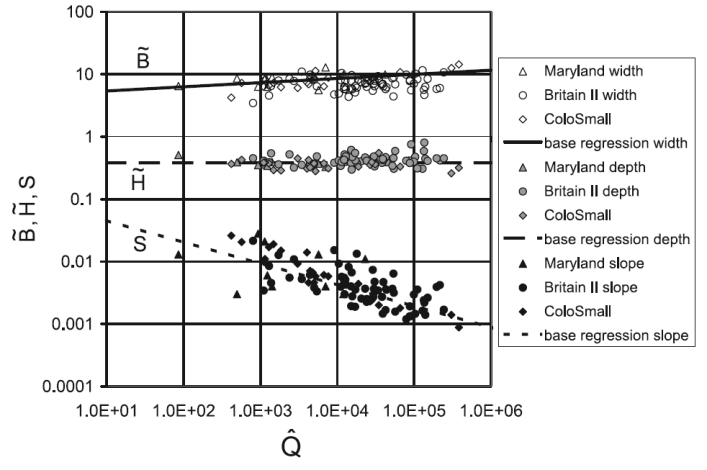 100
10
1
0.1
0.01
0.001
0.0001
B̃
H̃
S
B̃, H̃, S
1.0E+01 1.0E+02 1.0E+03 1.0E+04 1.0E+05 1.0E+06
Q̂
Maryland width
Britain II width
ColoSmall
base regression width
Maryland depth
Britain II depth
ColoSmall
base regression depth
Maryland slope
Britain II slope
ColoSmall
base regression slope